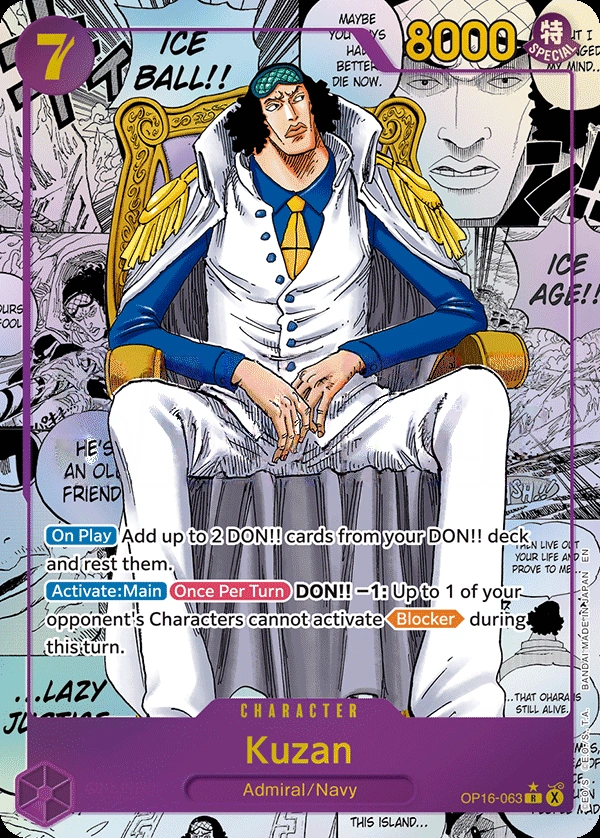 7
ICE
BALL!!
MAYBE
8000
特
SPECIAL
BETTER
DIE NOW.
MIND...
ICE
AGE!!
HE'S
AN OLD
FRIEND
On Play Add up to 2 DON!! cards from your DON!! deck
and rest them.
Activate:Main Once Per Turn DON!! −1: Up to 1 of your
opponent's Characters cannot activate Blocker during
this turn.
THEN LIVE OUT
YOUR LIFE AND
PROVE TO ME
...LAZY
...THAT OHARA
STILL ALIVE.
CHARACTER
Kuzan
Admiral/Navy
OP16-063 R X
THIS ISLAND...
BANDAI MADE IN JAPAN EN